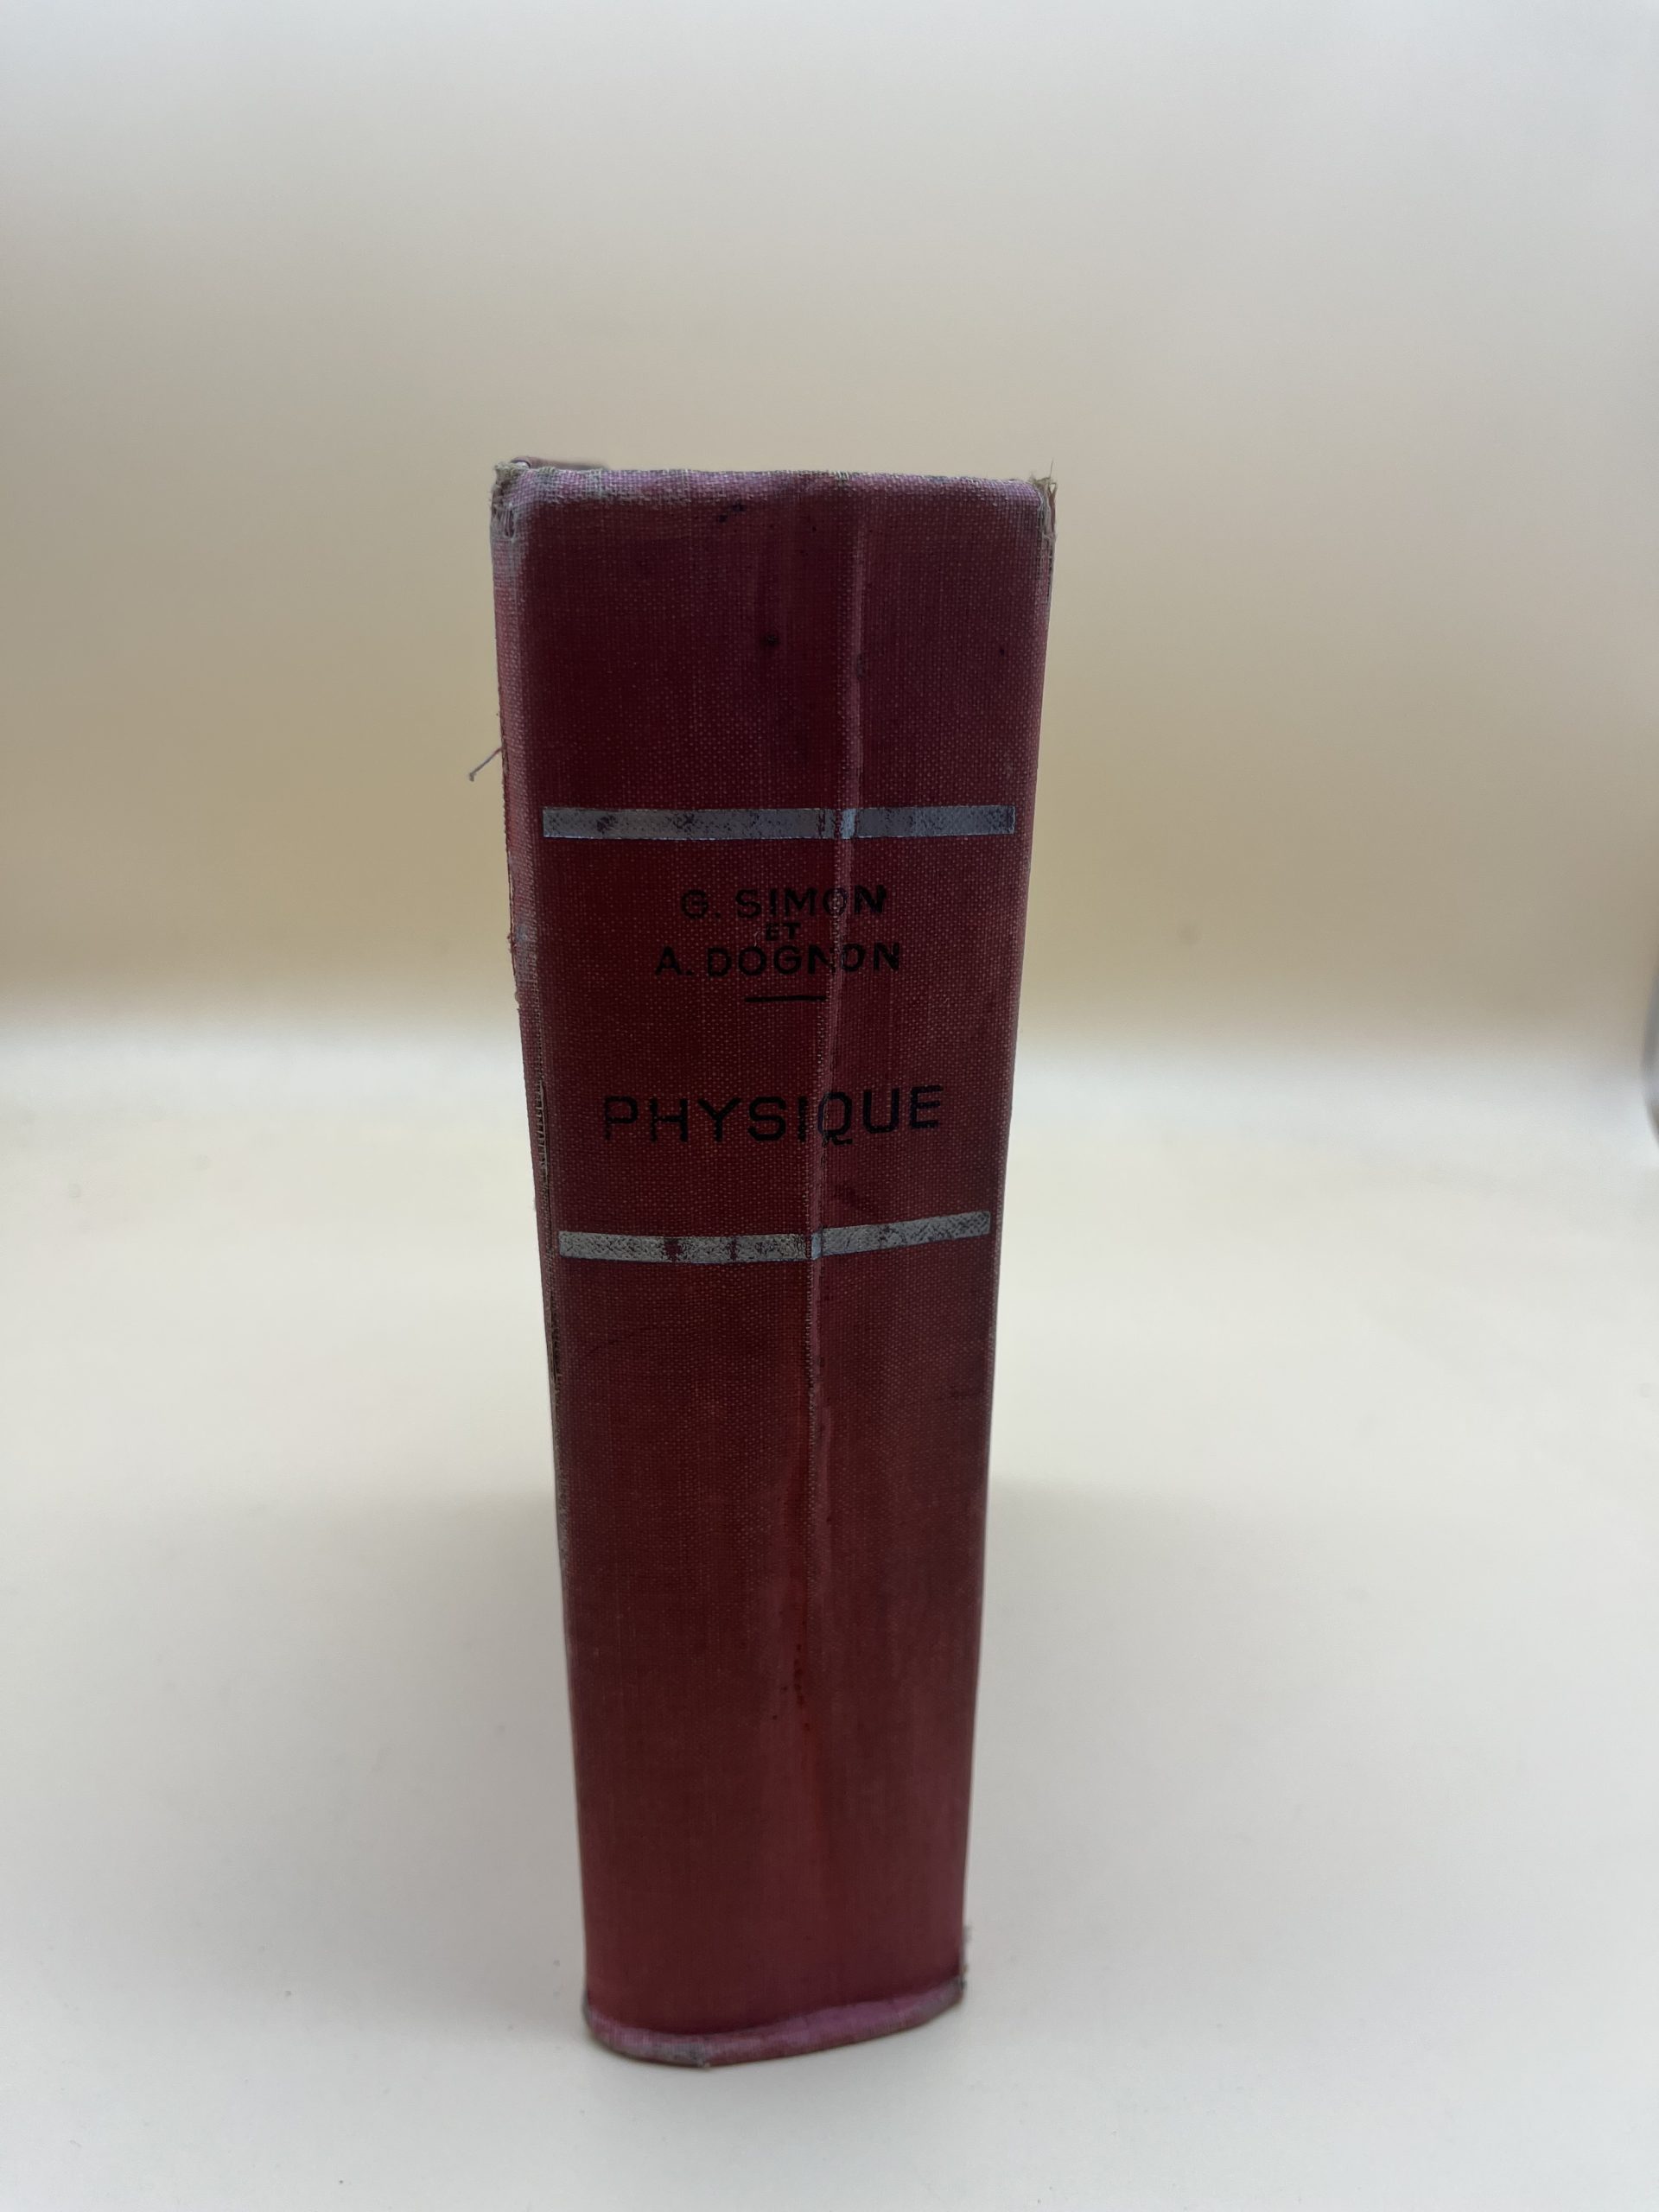 G. SIMON
ET
A. DOGNON
PHYSIQUE